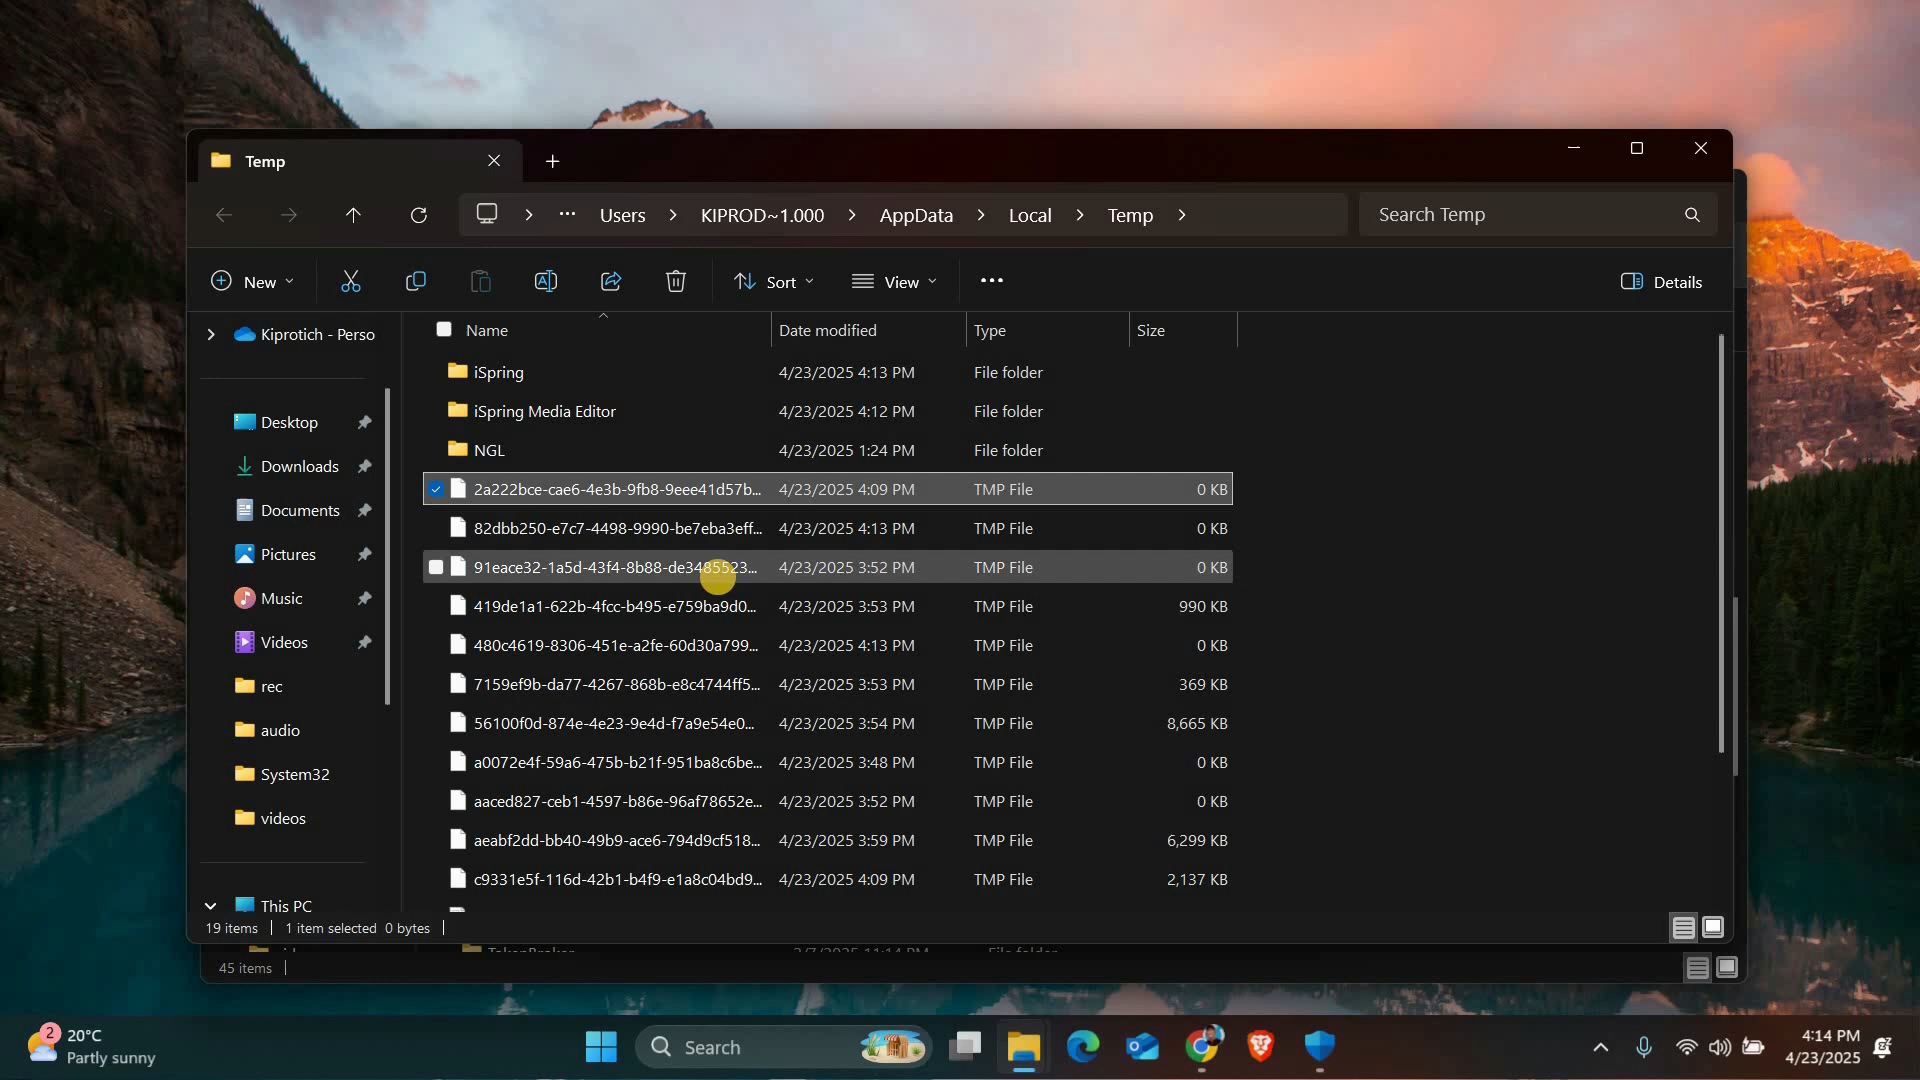 Temp
Users
KIPROD~1.000
AppData
Local
Temp
Search Temp
New
Sort
View
Details
Kiprotich - Perso
Desktop
Downloads
Documents
Pictures
Music
Videos
rec
audio
System32
videos
This PC
Name Date modified Type Size
iSpring 4/23/2025 4:13 PM File folder
iSpring Media Editor 4/23/2025 4:12 PM File folder
NGL 4/23/2025 1:24 PM File folder
2a222bce-cae6-4e3b-9fb8-9eee41d57b... 4/23/2025 4:09 PM TMP File 0 KB
82dbb250-e7c7-4498-9990-be7eba3eff... 4/23/2025 4:13 PM TMP File 0 KB
91eace32-1a5d-43f4-8b88-de3485523... 4/23/2025 3:52 PM TMP File 0 KB
419de1a1-622b-4fcc-b495-e759ba9d0... 4/23/2025 3:53 PM TMP File 990 KB
480c4619-8306-451e-a2fe-60d30a799... 4/23/2025 4:13 PM TMP File 0 KB
7159ef9b-da77-4267-868b-e8c4744ff5... 4/23/2025 3:53 PM TMP File 369 KB
56100f0d-874e-4e23-9e4d-f7a9e54e0... 4/23/2025 3:54 PM TMP File 8,665 KB
a0072e4f-59a6-475b-b21f-951ba8c6be... 4/23/2025 3:48 PM TMP File 0 KB
aaced827-ceb1-4597-b86e-96af78652e... 4/23/2025 3:52 PM TMP File 0 KB
aeabf2dd-bb40-49b9-ace6-794d9cf518... 4/23/2025 3:59 PM TMP File 6,299 KB
c9331e5f-116d-42b1-b4f9-e1a8c04bd9... 4/23/2025 4:09 PM TMP File 2,137 KB
19 items 1 item selected 0 bytes
45 items
2
20°C
Partly sunny
Search
4:14 PM
4/23/2025